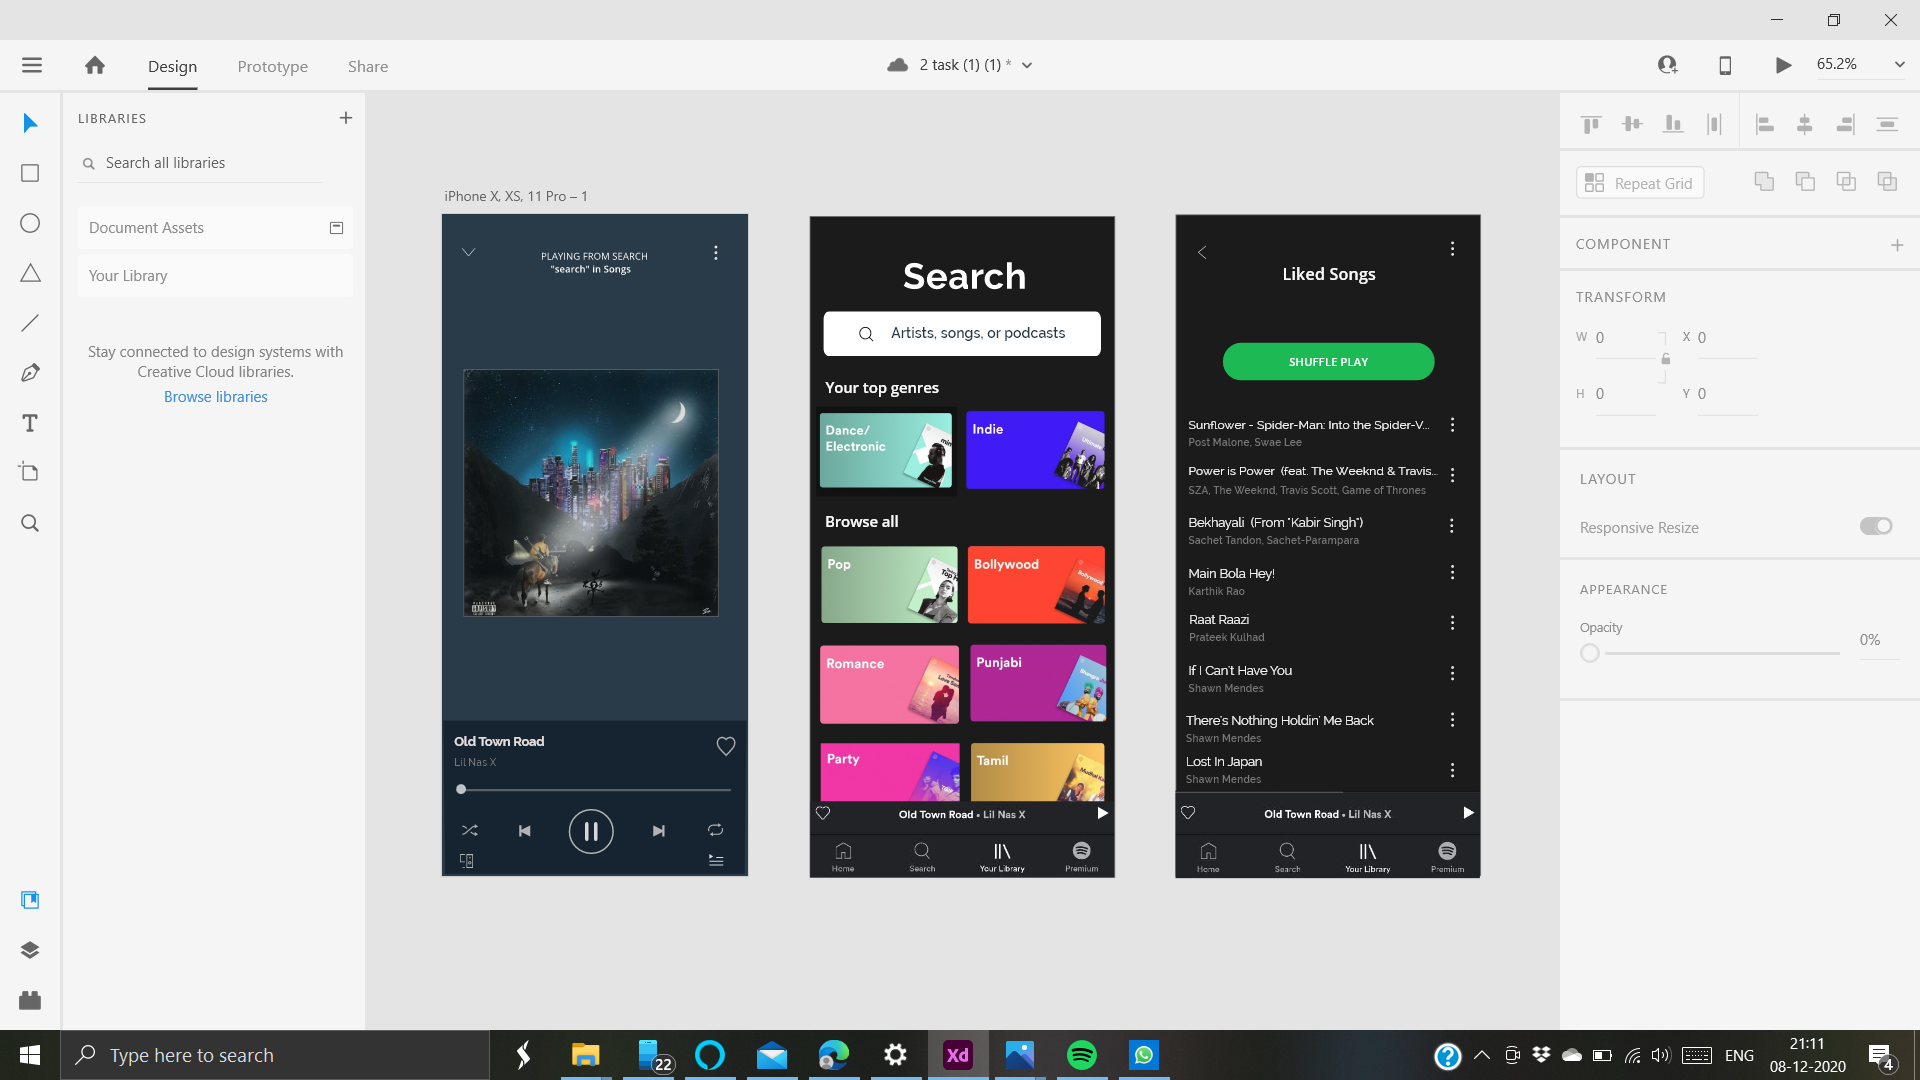 Design
Prototype
Share
2 task (1) (1) *
65.2%
LIBRARIES
Search all libraries
Document Assets
Your Library
Stay connected to design systems with
Creative Cloud libraries.
Browse libraries
iPhone X, XS, 11 Pro – 1
PLAYING FROM SEARCH
"search" in Songs
Old Town Road
Lil Nas X
Search
Artists, songs, or podcasts
Your top genres
Dance/
Electronic
Indie
Browse all
Pop
Bollywood
Romance
Punjabi
Party
Tamil
Old Town Road • Lil Nas X
Home
Search
Your Library
Premium
Liked Songs
SHUFFLE PLAY
Sunflower - Spider-Man: Into the Spider-V...
Post Malone, Swae Lee
Power is Power (feat. The Weeknd & Travis...
SZA, The Weeknd, Travis Scott, Game of Thrones
Bekhayali (From "Kabir Singh")
Sachet Tandon, Sachet-Parampara
Main Bola Hey!
Karthik Rao
Raat Raazi
Prateek Kulhad
If I Can't Have You
Shawn Mendes
There's Nothing Holdin' Me Back
Shawn Mendes
Lost In Japan
Shawn Mendes
Old Town Road • Lil Nas X
Home
Search
Your Library
Premium
Repeat Grid
COMPONENT
TRANSFORM
W 0
X 0
H 0
Y 0
LAYOUT
Responsive Resize
APPEARANCE
Opacity
0%
Type here to search
22
Xd
ENG
21:11
08-12-2020
4